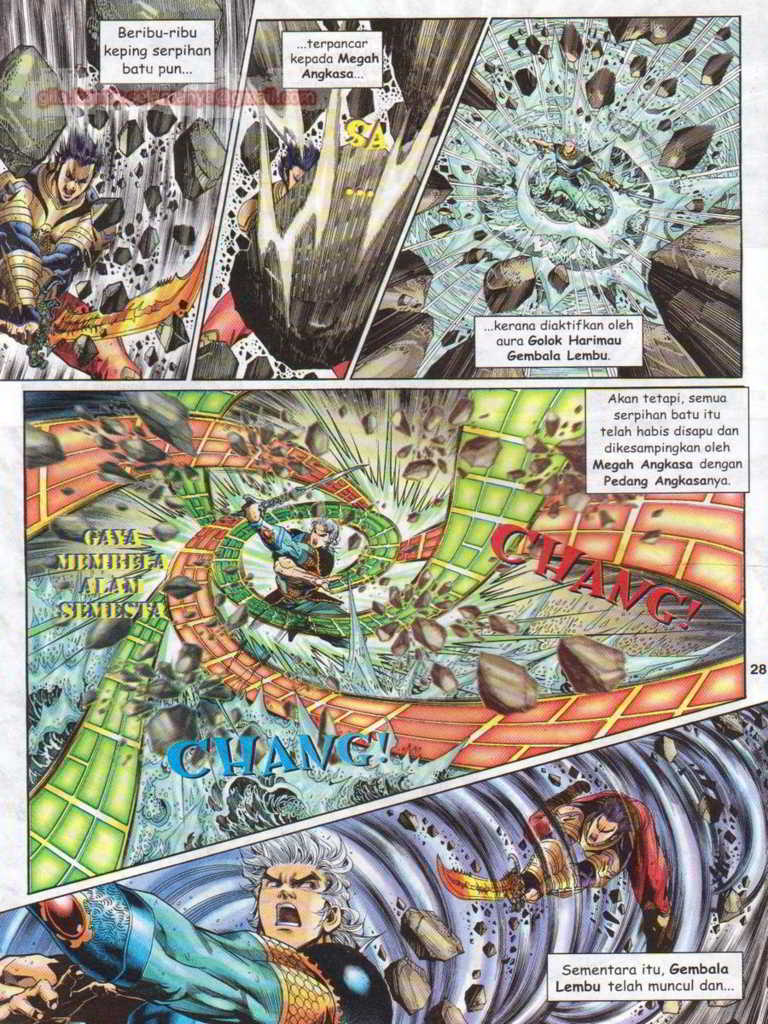 Beribu-ribu
keping serpihan
batu pun...
...terpancar
kepada Megah
Angkasa...
SA
...
...kerana diaktifkan oleh
aura Golok Harimau
Gembala Lembu.
Akan tetapi, semua
serpihan batu itu
telah habis disapu dan
dikesampingkan oleh
Megah Angkasa dengan
Pedang Angkasanya.
GAYA
MEMBELA
ALAM
SEMESTA
CHANG!
CHANG!
28
Sementara itu, Gembala
Lembu telah muncul dan...